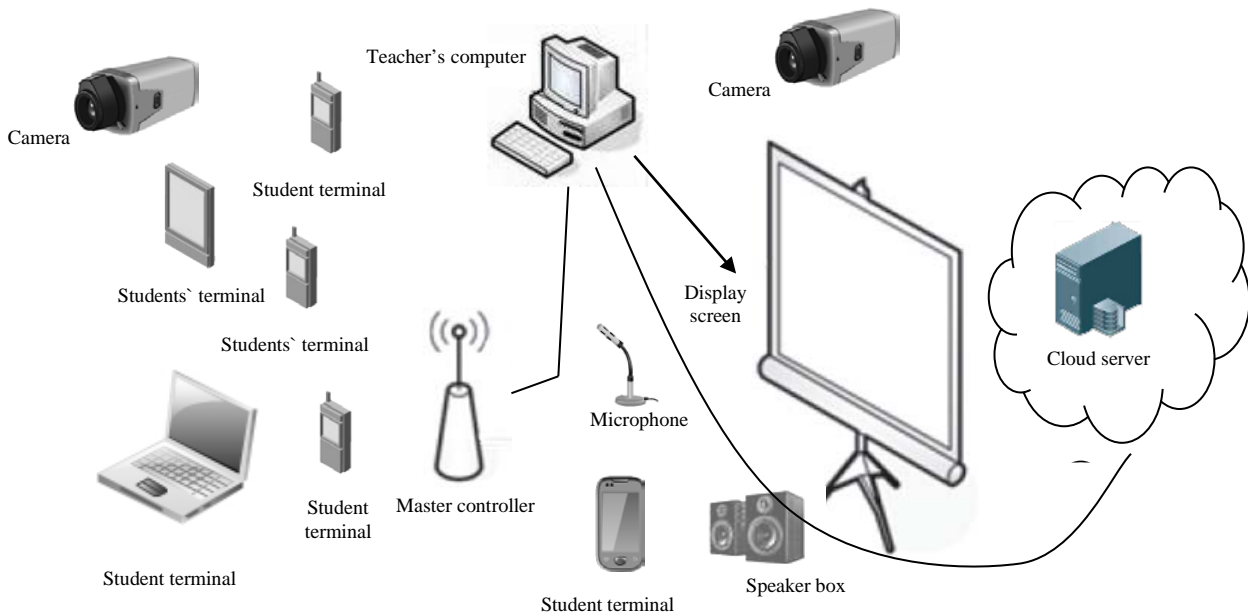 Teacher's computer
Camera
Camera
Student terminal
Students` terminal
Display
screen
Students` terminal
Cloud server
Microphone
Student
terminal
Master controller
Student terminal
Speaker box
Student terminal